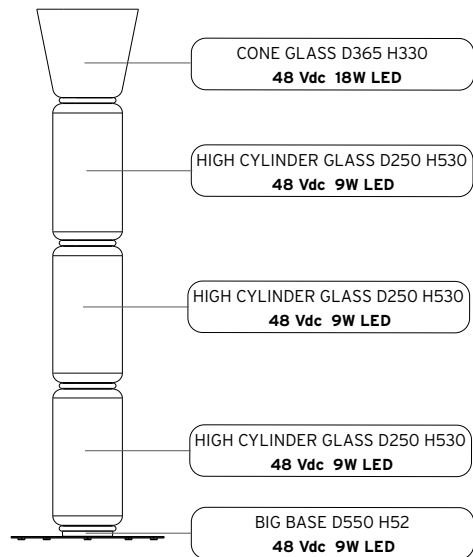 CONE GLASS D365 H330
48 Vdc 18W LED
HIGH CYLINDER GLASS D250 H530
48 Vdc 9W LED
HIGH CYLINDER GLASS D250 H530
48 Vdc 9W LED
HIGH CYLINDER GLASS D250 H530
48 Vdc 9W LED
BIG BASE D550 H52
48 Vdc 9W LED